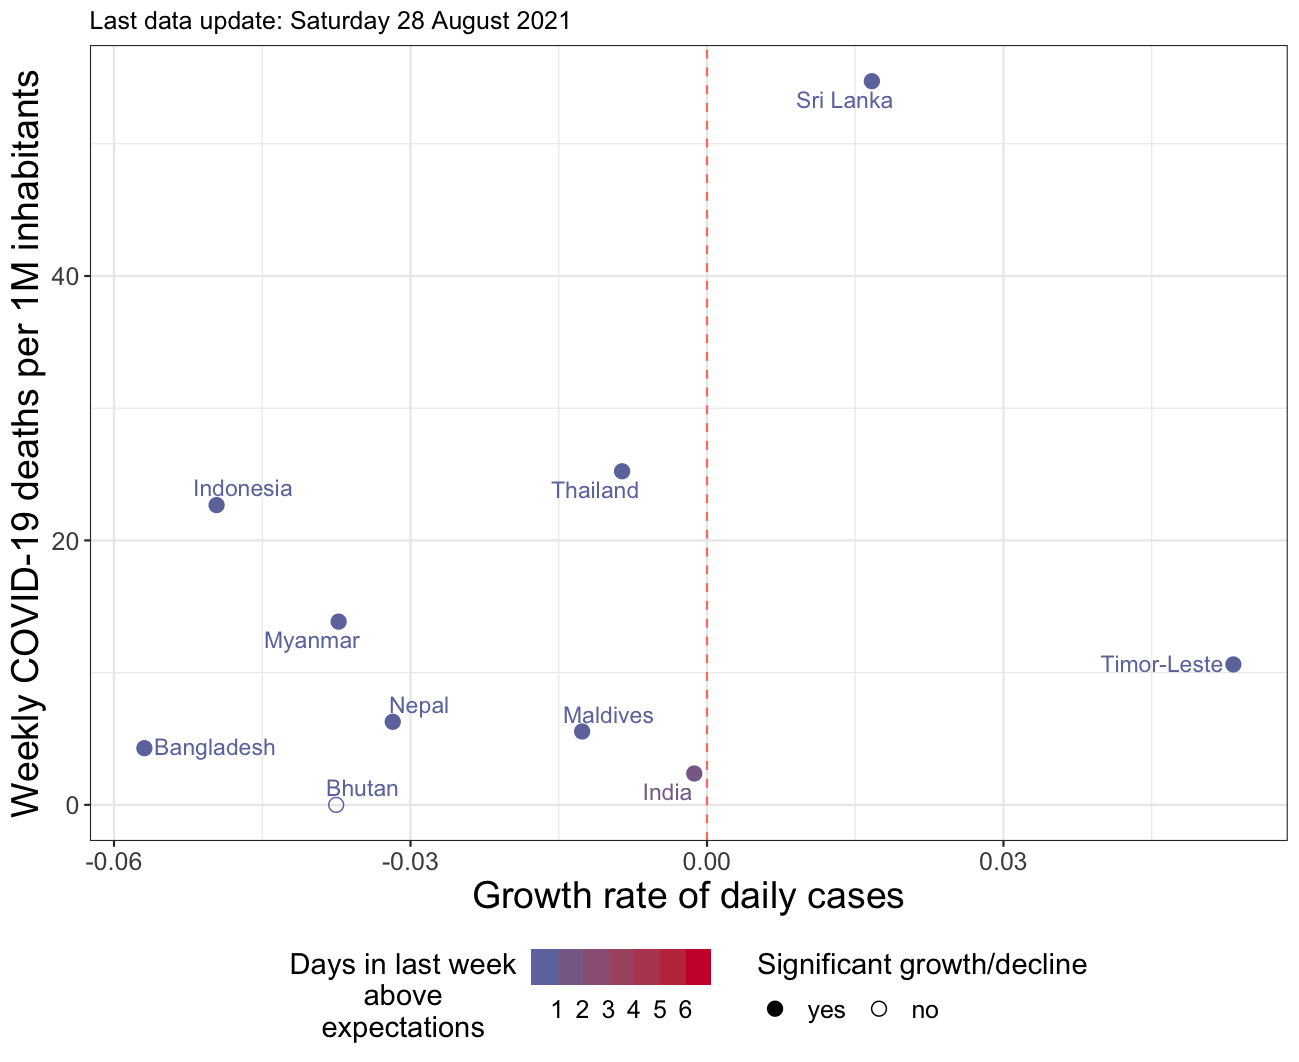 Last data update: Saturday 28 August 2021
Weekly COVID-19 deaths per 1M inhabitants
40
20
0
Sri Lanka
Indonesia
Thailand
Myanmar
Timor-Leste
Nepal
Maldives
Bangladesh
Bhutan
India
-0.06
-0.03
0.00
0.03
Growth rate of daily cases
Days in last week
above
expectations
1 2 3 4 5 6
Significant growth/decline
yes
no